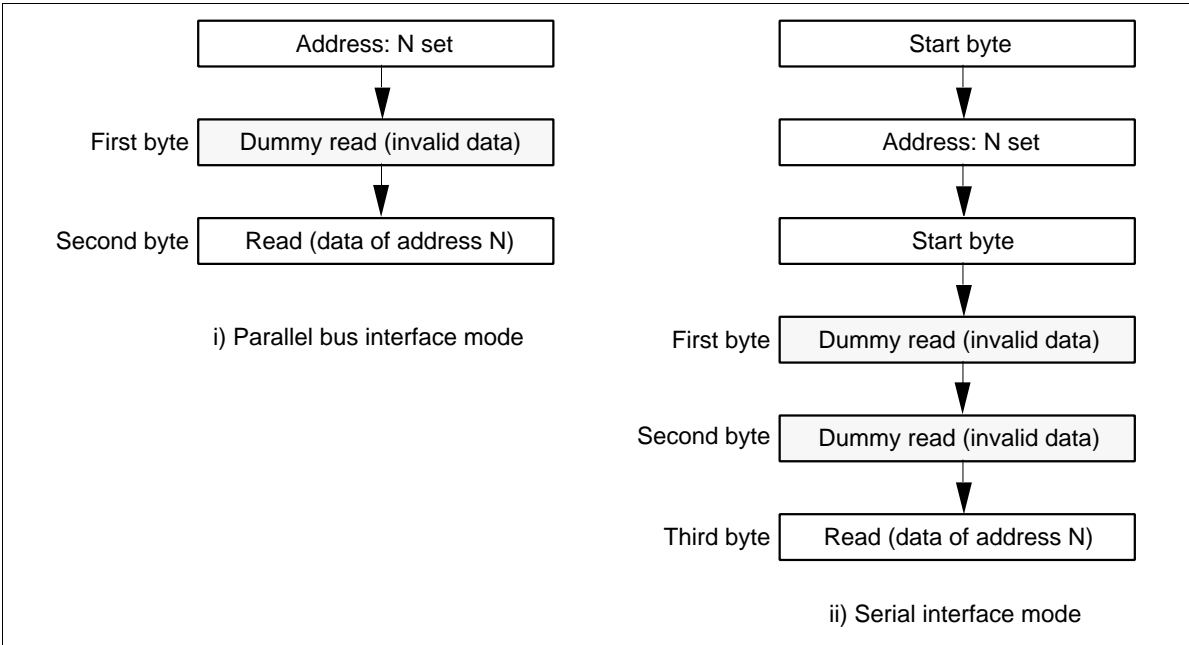 Address: N set
First byte Dummy read (invalid data)
Second byte Read (data of address N)
i) Parallel bus interface mode
Start byte
Address: N set
Start byte
First byte Dummy read (invalid data)
Second byte Dummy read (invalid data)
Third byte Read (data of address N)
ii) Serial interface mode